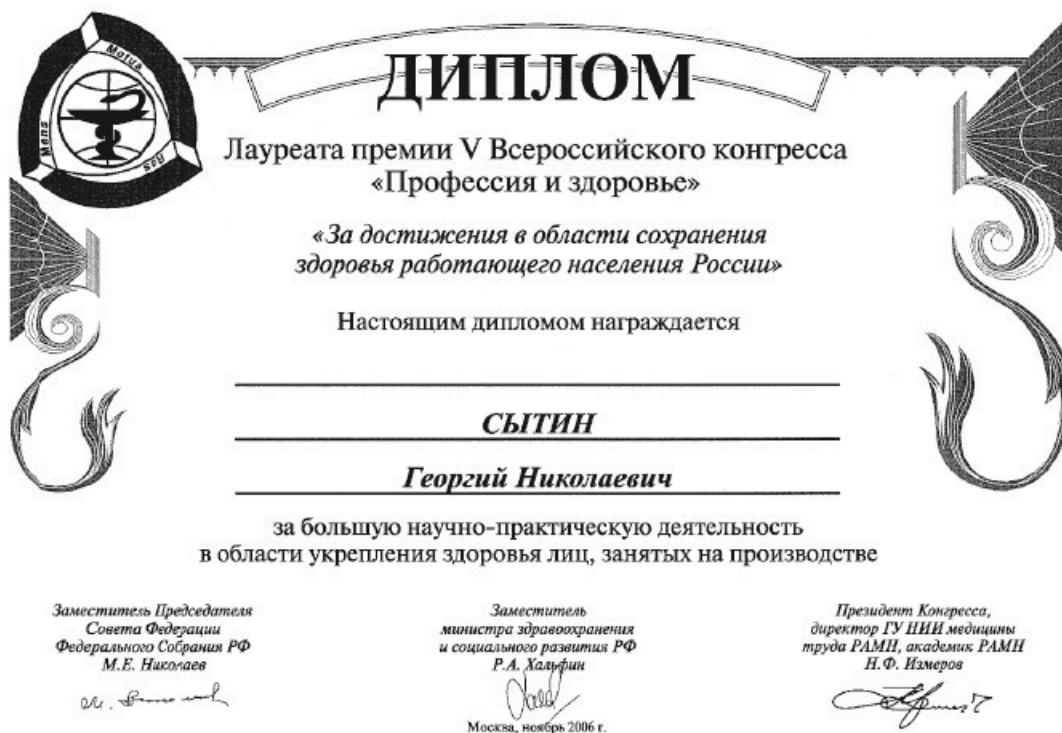 Mens
Motus
Res
ДИПЛОМ
Лауреата премии V Всероссийского конгресса
«Профессия и здоровье»
«За достижения в области сохранения
здоровья работающего населения России»
Настоящим дипломом награждается
СЫТИН
Георгий Николаевич
за большую научно-практическую деятельность
в области укрепления здоровья лиц, занятых на производстве
Заместитель Председателя
Совета Федерации
Федерального Собрания РФ
М.Е. Николаев
Заместитель
министра здравоохранения
и социального развития РФ
Р.А. Хальфин
Президент Конгресса,
директор ГУ НИИ медицины
труда РАМН, академик РАМН
Н.Ф. Измеров
Москва, ноябрь 2006 г.